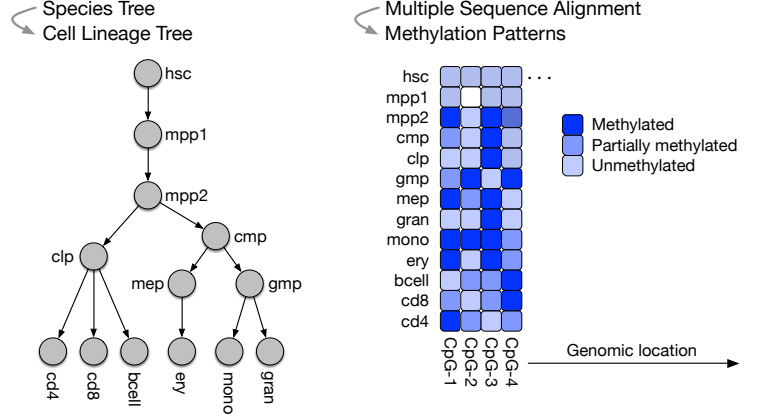 Species Tree
Cell Lineage Tree
hsc
mpp1
mpp2
clp
cmp
mep
gmp
cd4
cd8
bcell
ery
mono
gran
Multiple Sequence Alignment
Methylation Patterns
hsc
...
mpp1
mpp2
cmp
clp
gmp
mep
gran
mono
ery
bcell
cd8
cd4
Methylated
Partially methylated
Unmethylated
CpG-1
CpG-2
CpG-3
CpG-4
Genomic location